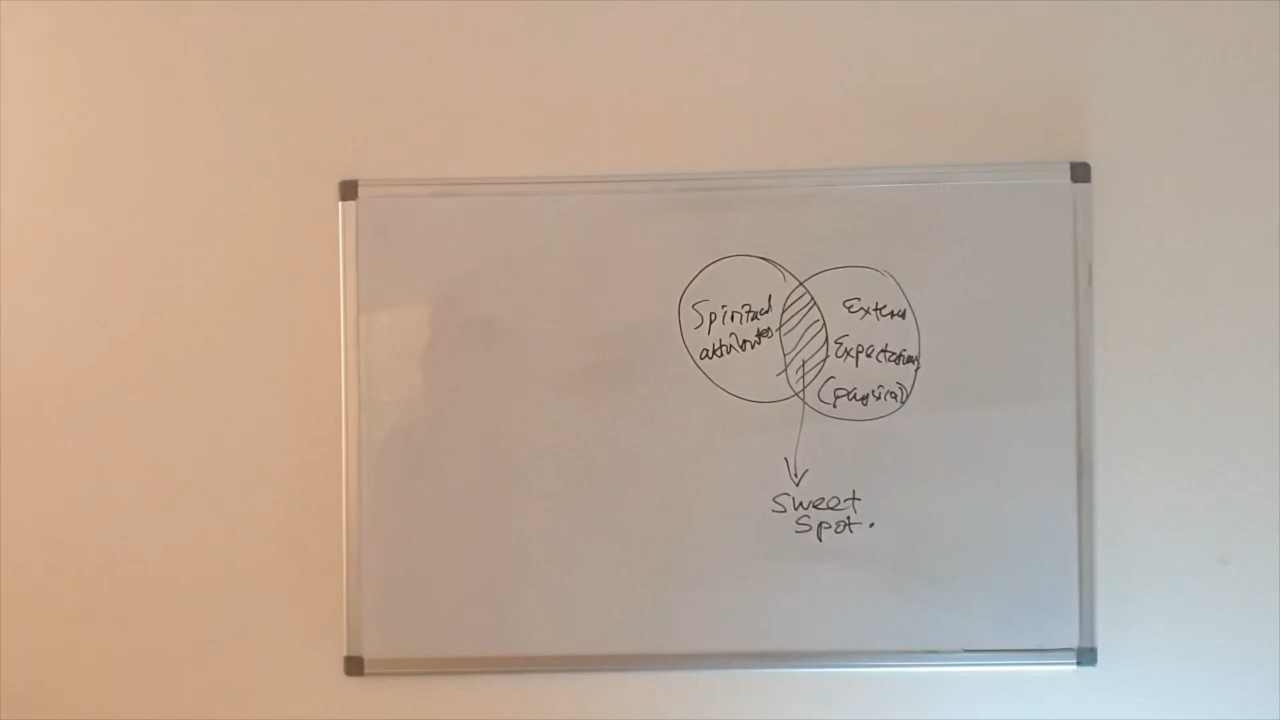 Spiritual
attributes
External
Expectations
(physical)
Sweet
Spot.